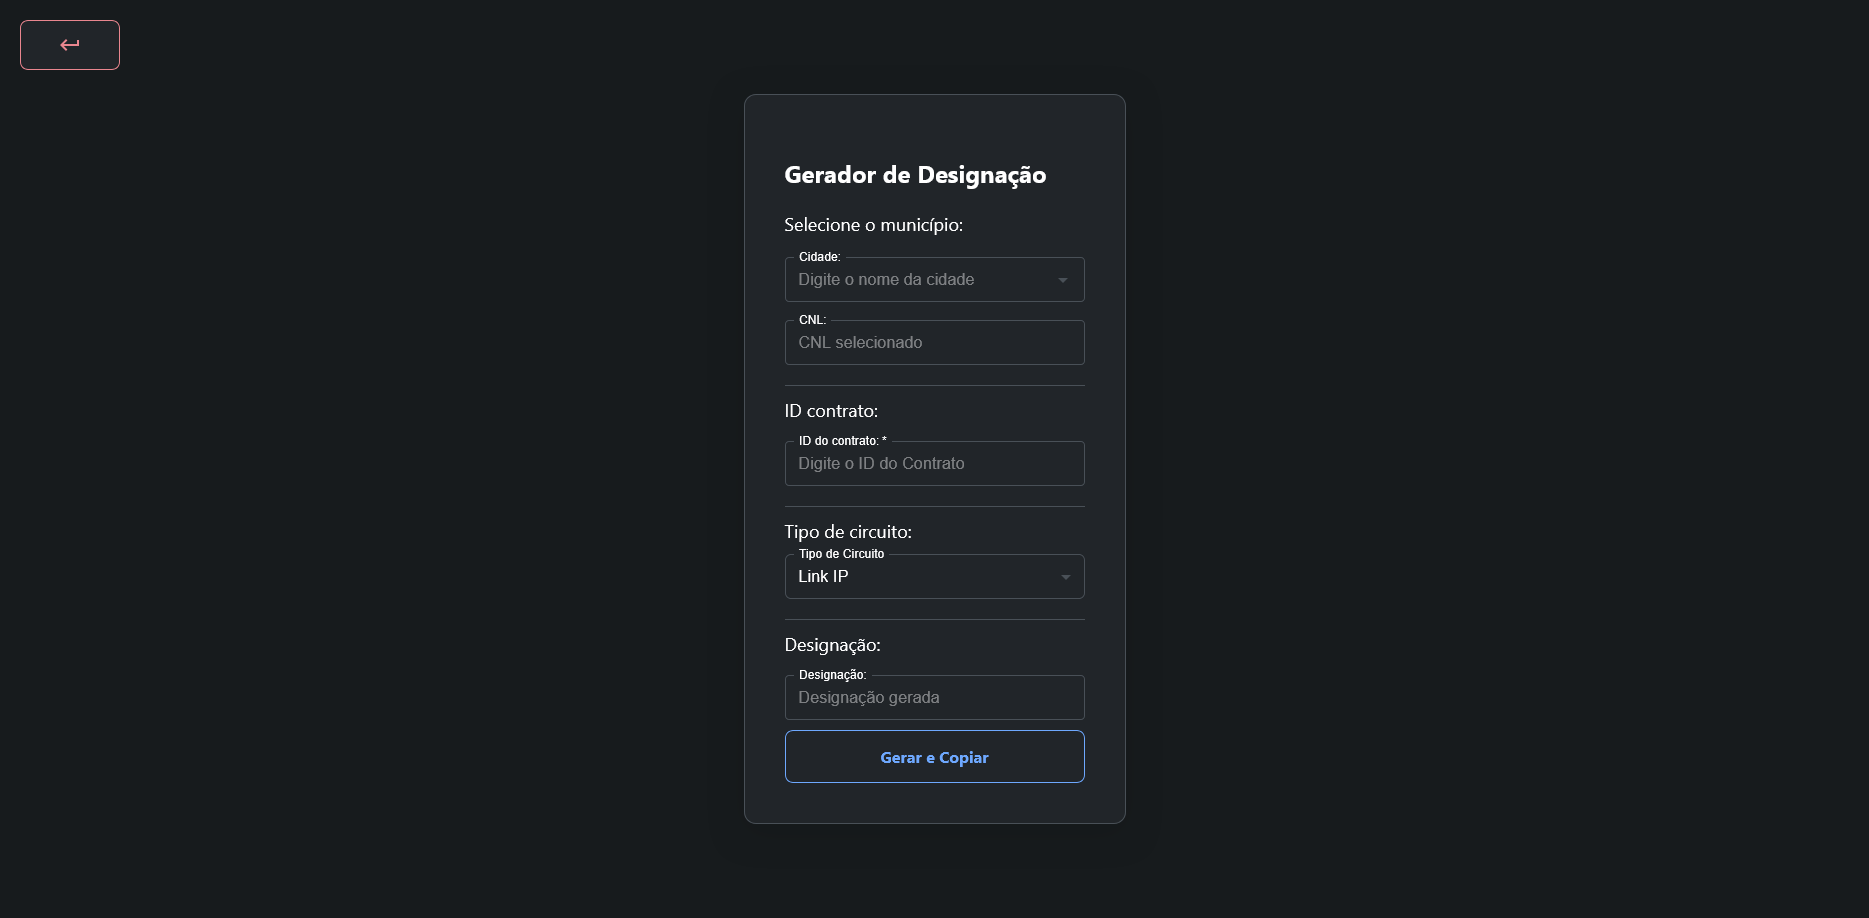 Gerador de Designação
Selecione o município:
Cidade:
Digite o nome da cidade
CNL:
CNL selecionado
ID contrato:
ID do contrato: *
Digite o ID do Contrato
Tipo de circuito:
Tipo de Circuito
Link IP
Designação:
Designação:
Designação gerada
Gerar e Copiar